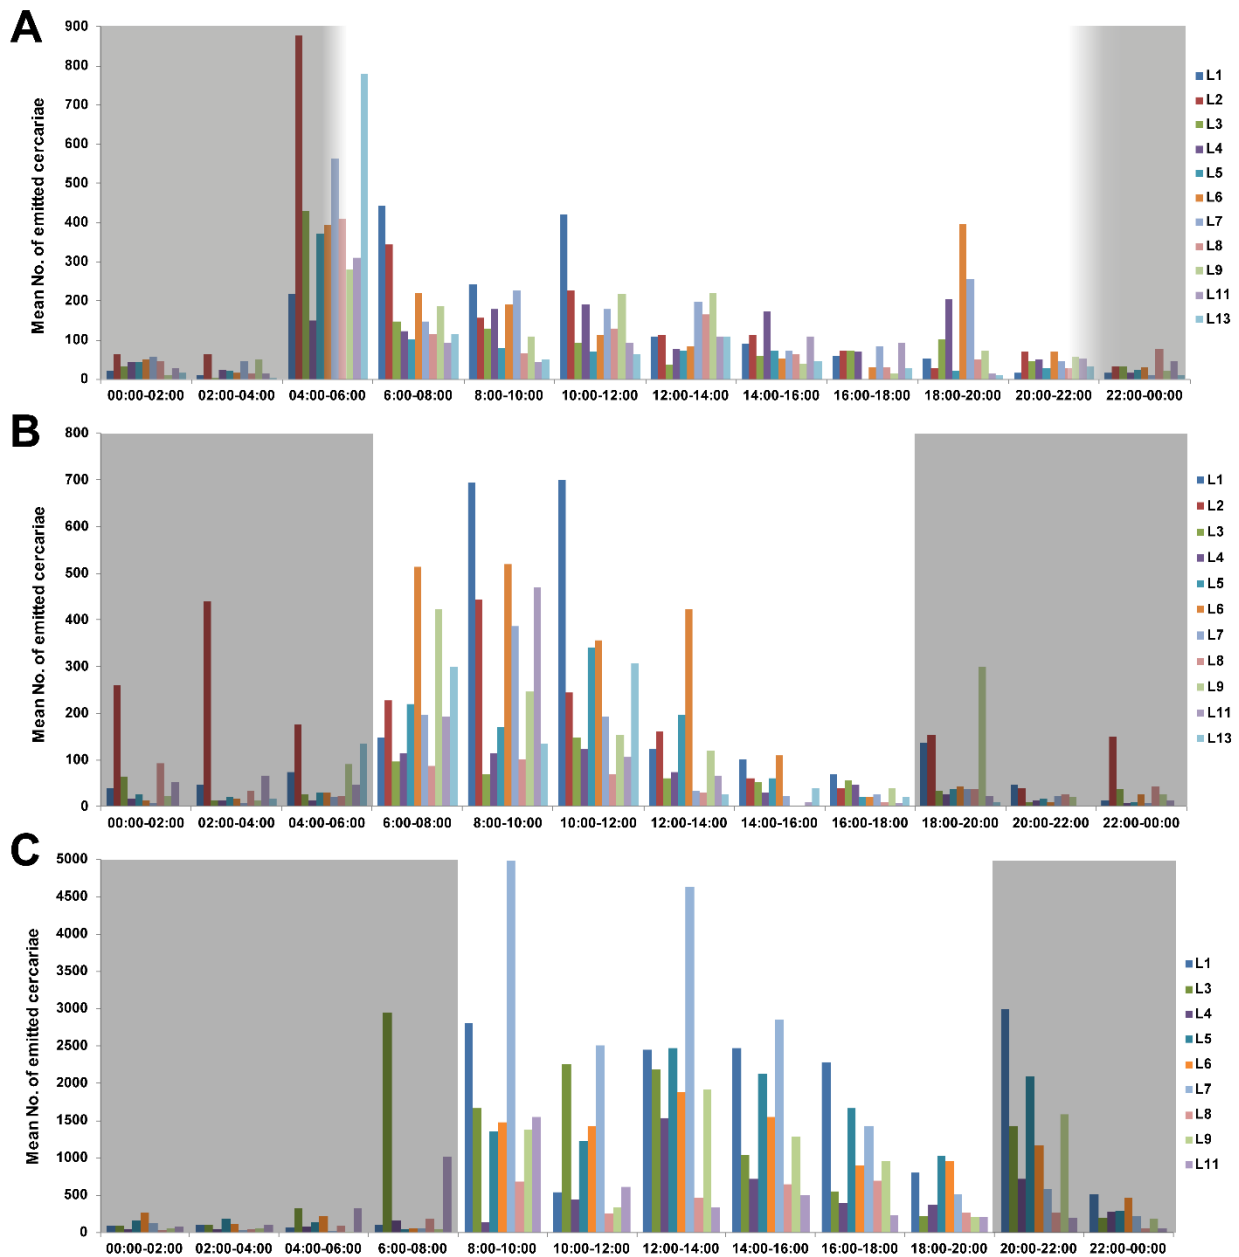 A
Mean No. of emitted cercariae
900
800
700
600
500
400
300
200
100
0
00:00-02:00 02:00-04:00 04:00-06:00 6:00-08:00 8:00-10:00 10:00-12:00 12:00-14:00 14:00-16:00 16:00-18:00 18:00-20:00 20:00-22:00 22:00-00:00
L1
L2
L3
L4
L5
L6
L7
L8
L9
L11
L13
B
Mean No. of emitted cercariae
800
700
600
500
400
300
200
100
0
00:00-02:00 02:00-04:00 04:00-06:00 6:00-08:00 8:00-10:00 10:00-12:00 12:00-14:00 14:00-16:00 16:00-18:00 18:00-20:00 20:00-22:00 22:00-00:00
L1
L2
L3
L4
L5
L6
L7
L8
L9
L11
L13
C
Mean No. of emitted cercariae
5000
4500
4000
3500
3000
2500
2000
1500
1000
500
0
00:00-02:00 02:00-04:00 04:00-06:00 6:00-08:00 8:00-10:00 10:00-12:00 12:00-14:00 14:00-16:00 16:00-18:00 18:00-20:00 20:00-22:00 22:00-00:00
L1
L3
L4
L5
L6
L7
L8
L9
L11